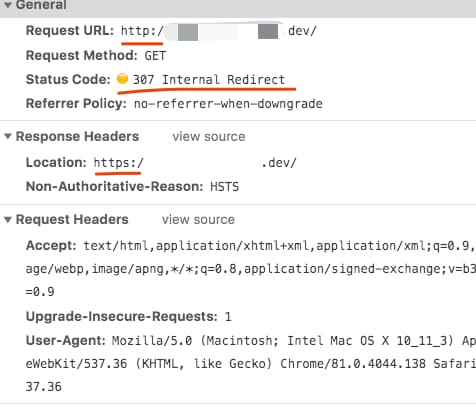 General
Request URL: http:/ dev/
Request Method: GET
Status Code: 307 Internal Redirect
Referrer Policy: no-referrer-when-downgrade
Response Headers view source
Location: https:/ .dev/
Non-Authoritative-Reason: HSTS
Request Headers view source
Accept: text/html,application/xhtml+xml,application/xml;q=0.9,
age/webp,image/apng,*/*;q=0.8,application/signed-exchange;v=b3
=0.9
Upgrade-Insecure-Requests: 1
User-Agent: Mozilla/5.0 (Macintosh; Intel Mac OS X 10_11_3) Ap
eWebKit/537.36 (KHTML, like Gecko) Chrome/81.0.4044.138 Safari
37.36